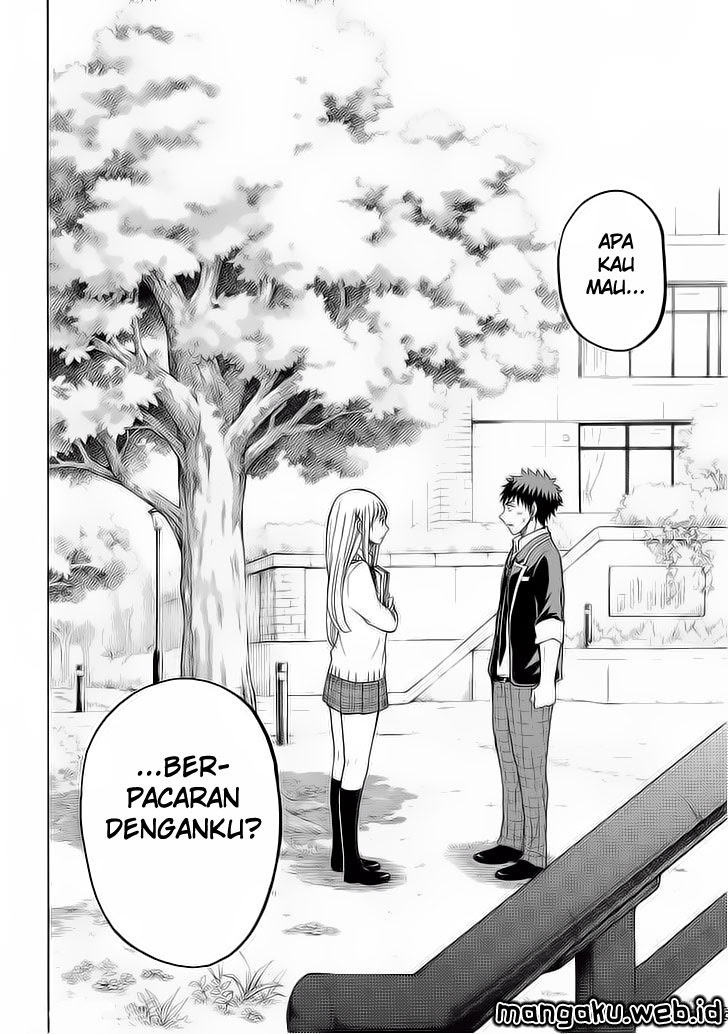 APA
KAU
MAU...
...BER-
PACARAN
DENGANKU?
mangaku.web.id